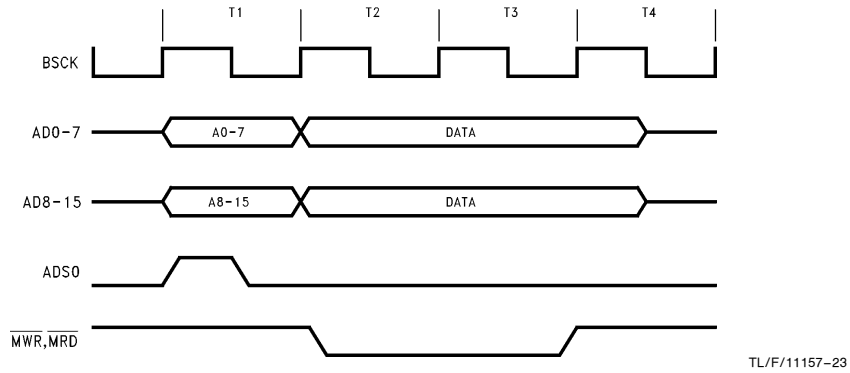 T1 T2 T3 T4
BSCK
AD0-7 A0-7 DATA
AD8-15 A8-15 DATA
ADS0
MWR,MRD
TL/F/11157-23